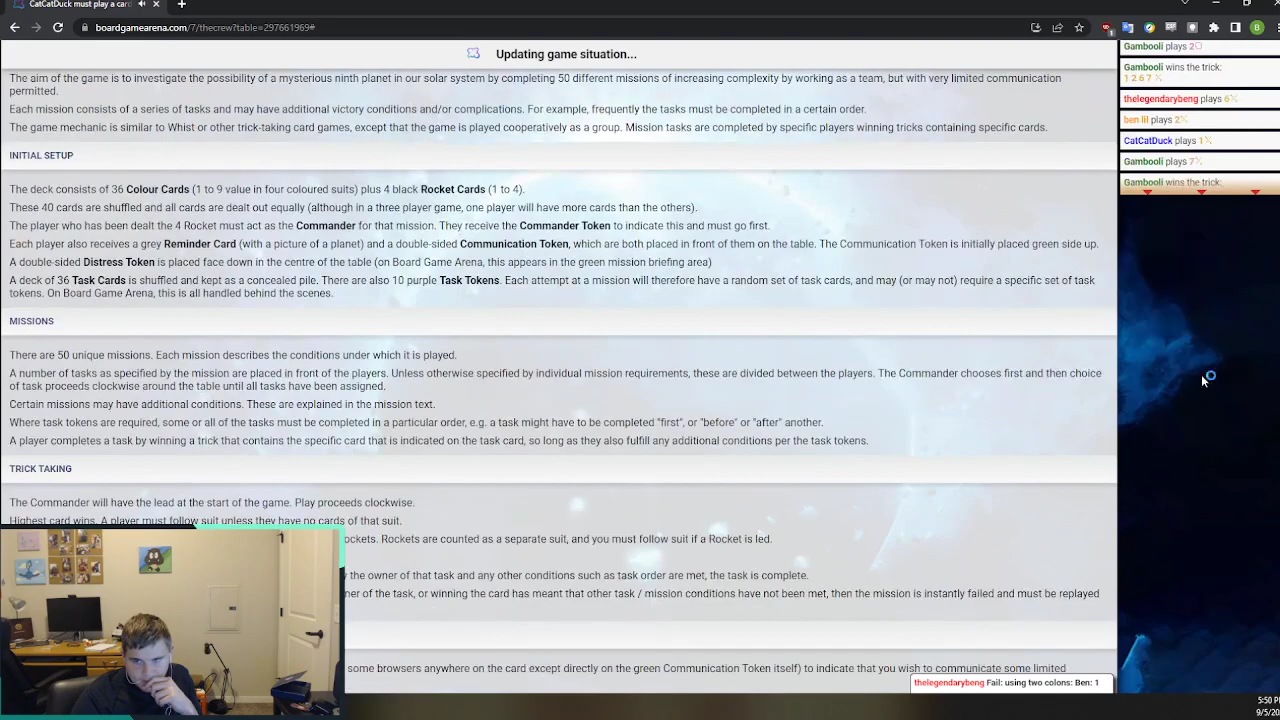 CatCatDuck must play a card
boardgamearena.com/7/thecrew?table=297661969#
B
1
Updating game situation...
The aim of the game is to investigate the possibility of a mysterious ninth planet in our solar system, by completing 50 different missions of increasing complexity by working as a team, but with very limited communication
permitted.
Each mission consists of a series of tasks and may have additional victory conditions and constraints. For example, frequently the tasks must be completed in a certain order.
The game mechanic is similar to Whist or other trick-taking card games, except that the game is played cooperatively as a group. Mission tasks are completed by specific players winning tricks containing specific cards.
INITIAL SETUP
The deck consists of 36 Colour Cards (1 to 9 value in four coloured suits) plus 4 black Rocket Cards (1 to 4).
These 40 cards are shuffled and all cards are dealt out equally (although in a three player game, one player will have more cards than the others).
The player who has been dealt the 4 Rocket must act as the Commander for that mission. They receive the Commander Token to indicate this and must go first.
Each player also receives a grey Reminder Card (with a picture of a planet) and a double-sided Communication Token, which are both placed in front of them on the table. The Communication Token is initially placed green side up.
A double-sided Distress Token is placed face down in the centre of the table (on Board Game Arena, this appears in the green mission briefing area)
A deck of 36 Task Cards is shuffled and kept as a concealed pile. There are also 10 purple Task Tokens. Each attempt at a mission will therefore have a random set of task cards, and may (or may not) require a specific set of task
tokens. On Board Game Arena, this is all handled behind the scenes.
MISSIONS
There are 50 unique missions. Each mission describes the conditions under which it is played.
A number of tasks as specified by the mission are placed in front of the players. Unless otherwise specified by individual mission requirements, these are divided between the players. The Commander chooses first and then choice
of task proceeds clockwise around the table until all tasks have been assigned.
Certain missions may have additional conditions. These are explained in the mission text.
Where task tokens are required, some or all of the tasks must be completed in a particular order, e.g. a task might have to be completed "first", or "before" or "after" another.
A player completes a task by winning a trick that contains the specific card that is indicated on the task card, so long as they also fulfill any additional conditions per the task tokens.
TRICK TAKING
The Commander will have the lead at the start of the game. Play proceeds clockwise.
Highest card wins. A player must follow suit unless they have no cards of that suit.
ockets. Rockets are counted as a separate suit, and you must follow suit if a Rocket is led.
y the owner of that task and any other conditions such as task order are met, the task is complete.
ner of the task, or winning the card has meant that other task / mission conditions have not been met, then the mission is instantly failed and must be replayed
some browsers anywhere on the card except directly on the green Communication Token itself) to indicate that you wish to communicate some limited
Gambooli plays 2
Gambooli wins the trick:
1 2 6 7
thelegendarybeng plays 6
ben lil plays 2
CatCatDuck plays 1
Gambooli plays 7
Gambooli wins the trick:
thelegendarybeng Fail: using two colons: Ben: 1
5:50 P
9/5/20